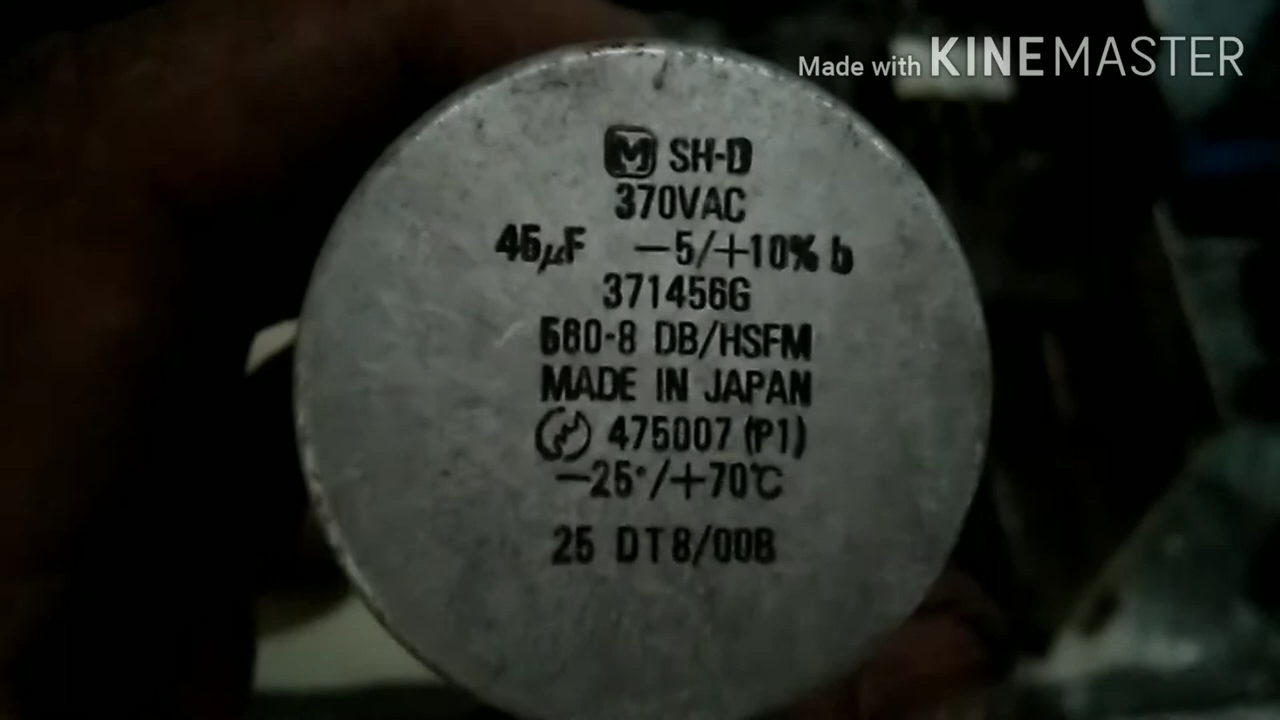 Made with KINEMASTER
M SH-D
370VAC
45µF −5/+10% b
371456G
560-8 DB/HSFM
MADE IN JAPAN
475007 (P1)
−25°/+70℃
25 DT8/00B